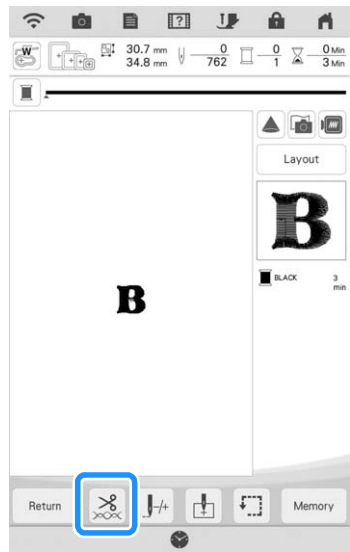 W
30.7 mm
34.8 mm
0
762
0
1
0 Min
3 Min
Layout
B
BLACK 3 min
B
Return
-/+
Memory